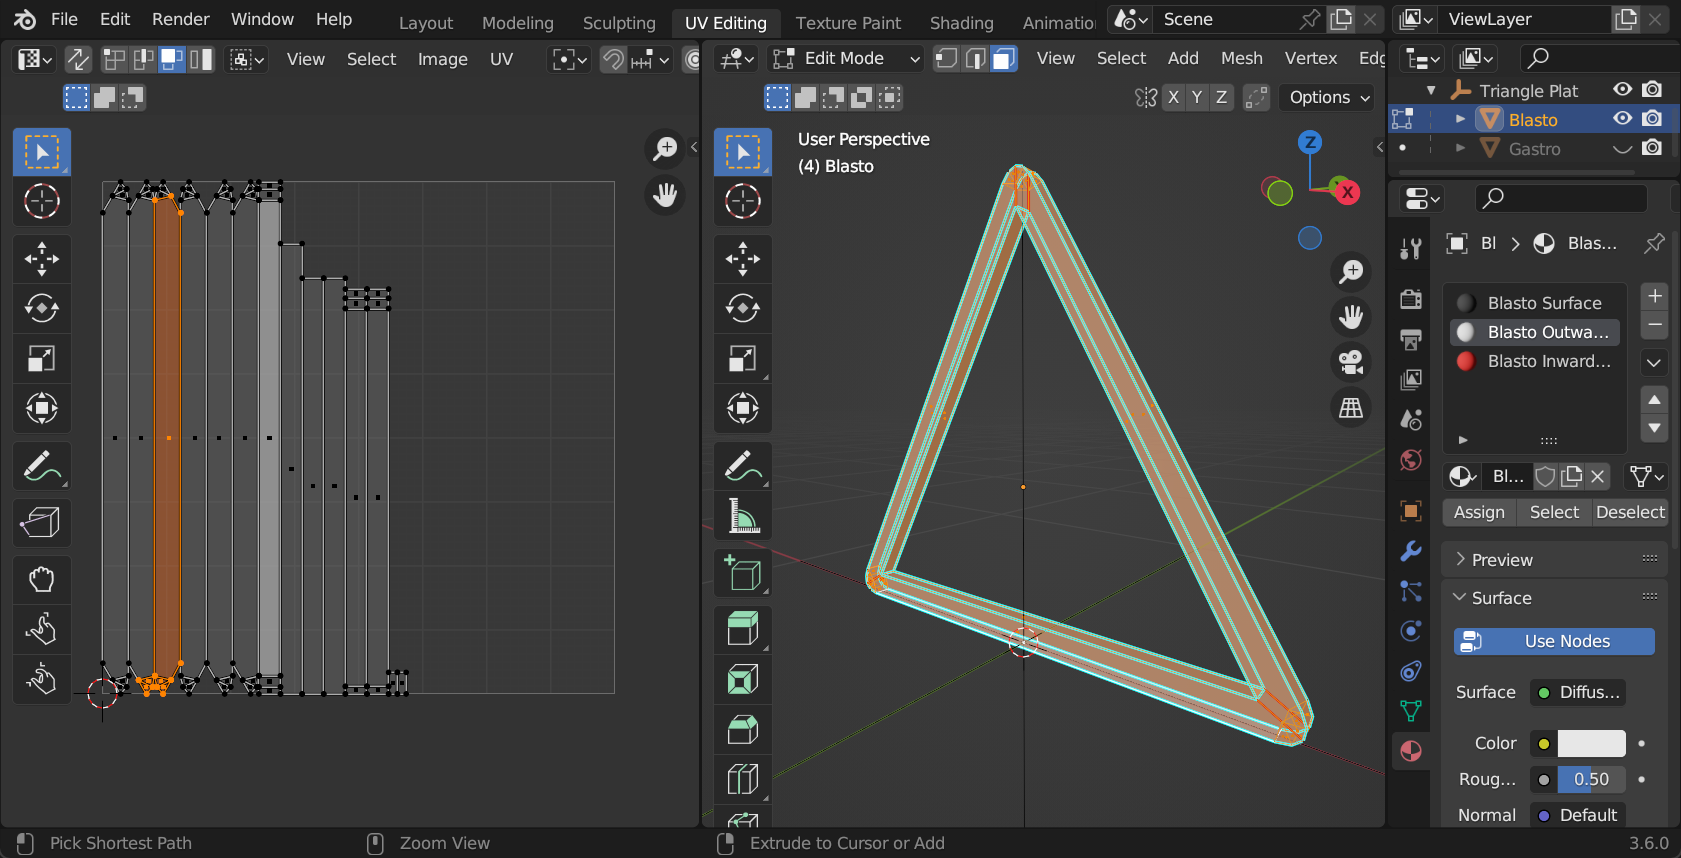 File Edit Render Window Help Layout Modeling Sculpting UV Editing Texture Paint Shading Animatio Scene ViewLayer
View Select Image UV Edit Mode View Select Add Mesh Vertex Edg
X Y Z Options
Triangle Plat
Blasto
Gastro
User Perspective
(4) Blasto
Z
X
Bl Blas...
Blasto Surface
Blasto Outwa...
Blasto Inward...
Bl...
Assign Select Deselect
Preview
Surface
Use Nodes
Surface Diffus...
Color
Roug... 0.50
Normal Default
Pick Shortest Path Zoom View Extrude to Cursor or Add 3.6.0